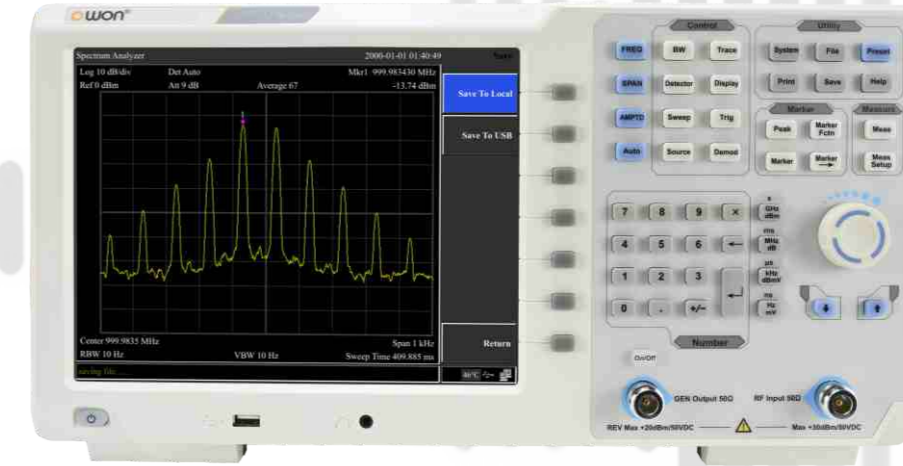 OWON®
Spectrum Analyzer 2000-01-01 01:40:49
Log 10 dB/div Det Auto Mkr1 999.983430 MHz
Ref 0 dBm Att 9 dB Average 67 -13.74 dBm
1
Save To Local
Save To USB
Return
Center 999.9835 MHz Span 1 kHz
RBW 10 Hz VBW 10 Hz Sweep Time 409.885 ms
saving file......
46°C
Control
Utility
FREQ BW Trace System File Preset
SPAN Detector Display Print Save Help
Marker Measure
AMPTD Sweep Trig Peak Marker Fctn Meas
Auto Source Demod Marker Marker → Meas Setup
7 8 9 × GHz dBm
ms
4 5 6 ← MHz dB
μs
1 2 3 kHz dBmV
ns
0 . +/- Hz mV
Number
On/Off
GEN Output 50Ω RF Input 50Ω
REV Max +20dBm/50VDC Max +30dBm/50VDC